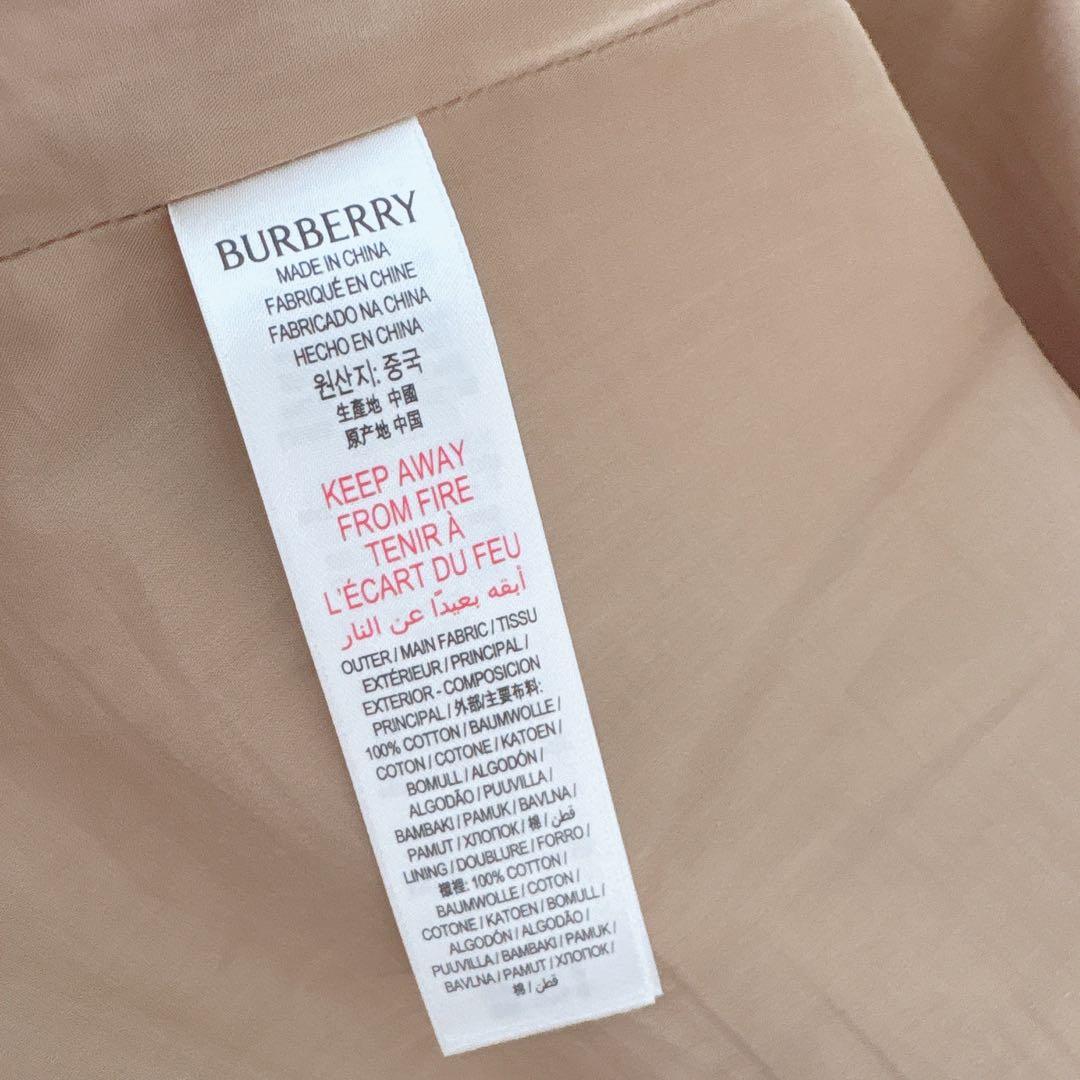 BURBERRY
MADE IN CHINA
FABRIQUÉ EN CHINE
FABRICADO NA CHINA
HECHO EN CHINA
원산지: 중국
生產地 中國
原产地 中国
KEEP AWAY
FROM FIRE
TENIR À
L'ÉCART DU FEU
أبقه بعيدًا عن النار
OUTER / MAIN FABRIC / TISSU
EXTÉRIEUR / PRINCIPAL /
EXTERIOR - COMPOSICION
PRINCIPAL / 外部/主要布料:
100% COTTON / BAUMWOLLE /
COTON / COTONE / KATOEN /
BOMULL / ALGODÓN /
ALGODÃO / PUUVILLA /
BAMBAKI / PAMUK / BAVLNA /
PAMUT / ХЛОПОК / 棉 / قطن
LINING / DOUBLURE / FORRO /
襯裡: 100% COTTON /
BAUMWOLLE / COTON /
COTONE / KATOEN / BOMULL /
ALGODÓN / ALGODÃO /
PUUVILLA / BAMBAKI / PAMUK /
BAVLNA / PAMUT / ХЛОПОК /
棉 / قطن